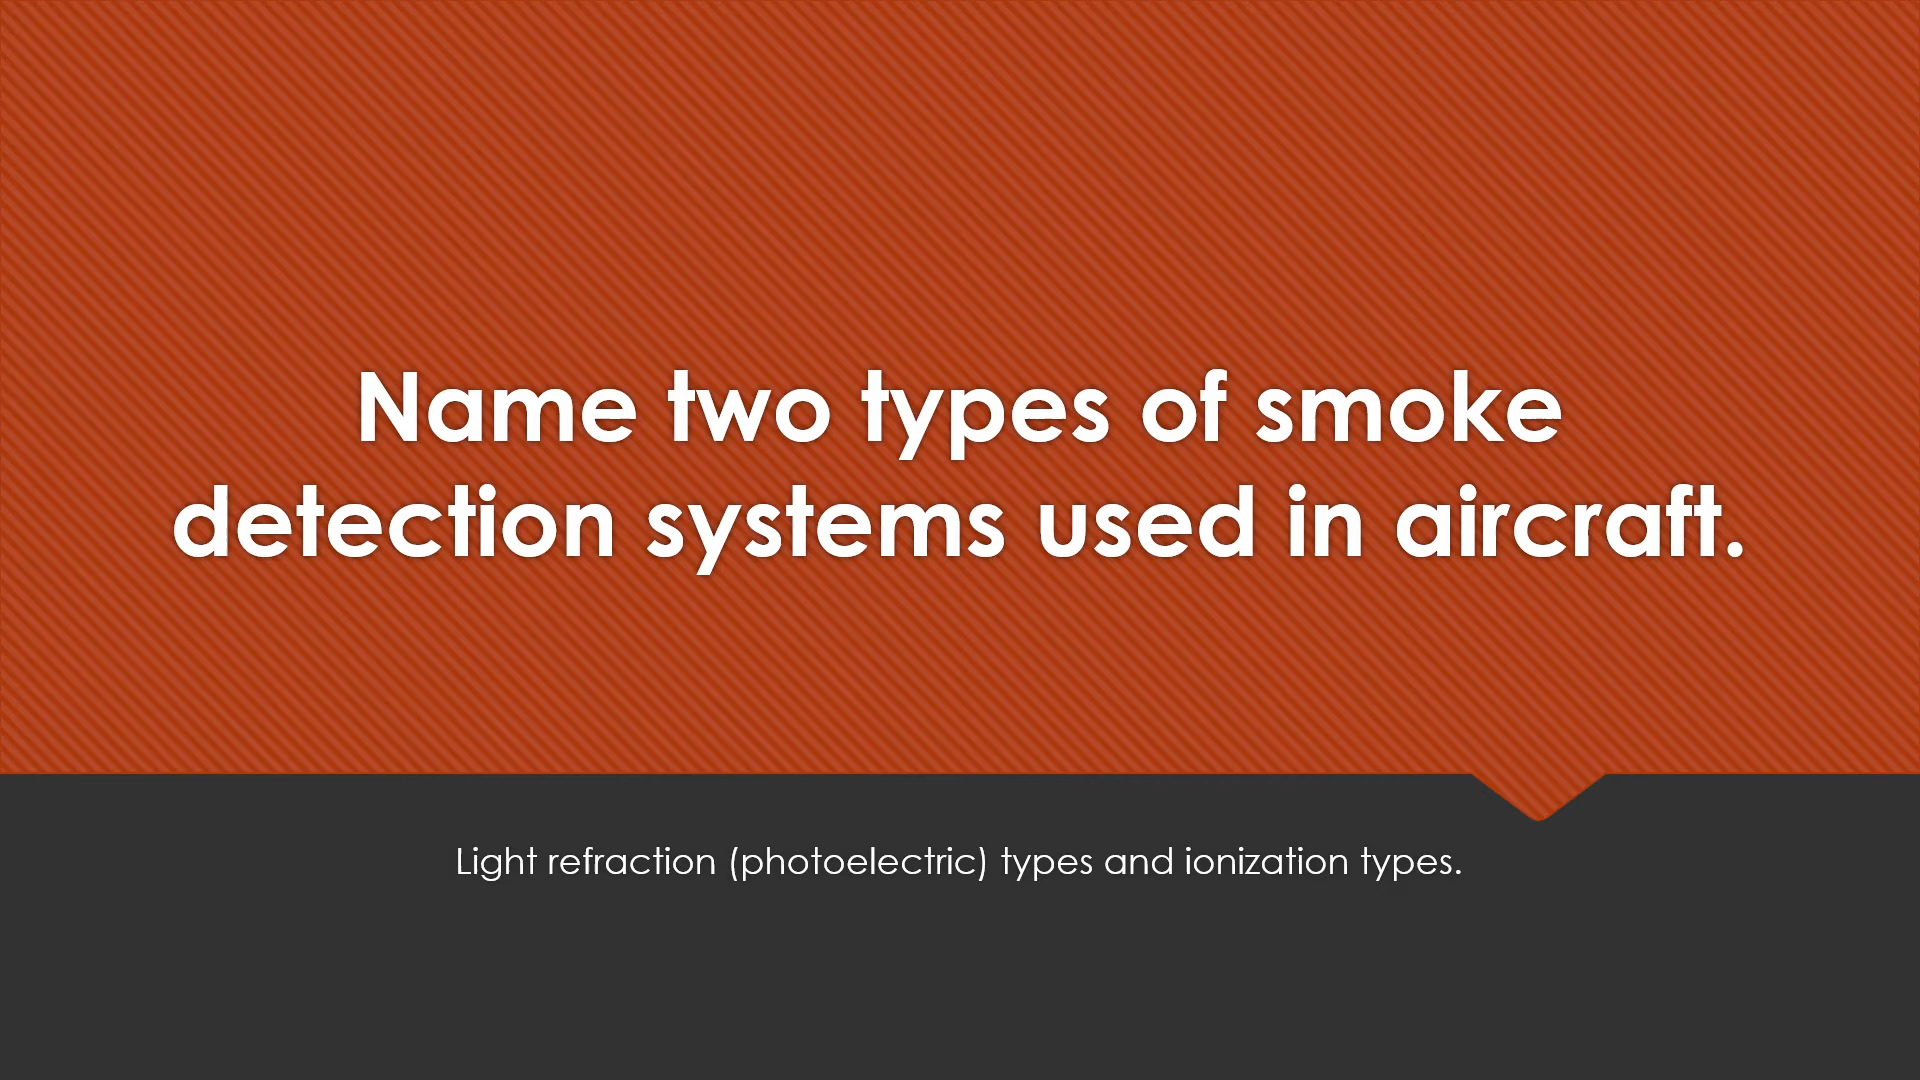 Name two types of smoke
detection systems used in aircraft.
Light refraction (photoelectric) types and ionization types.